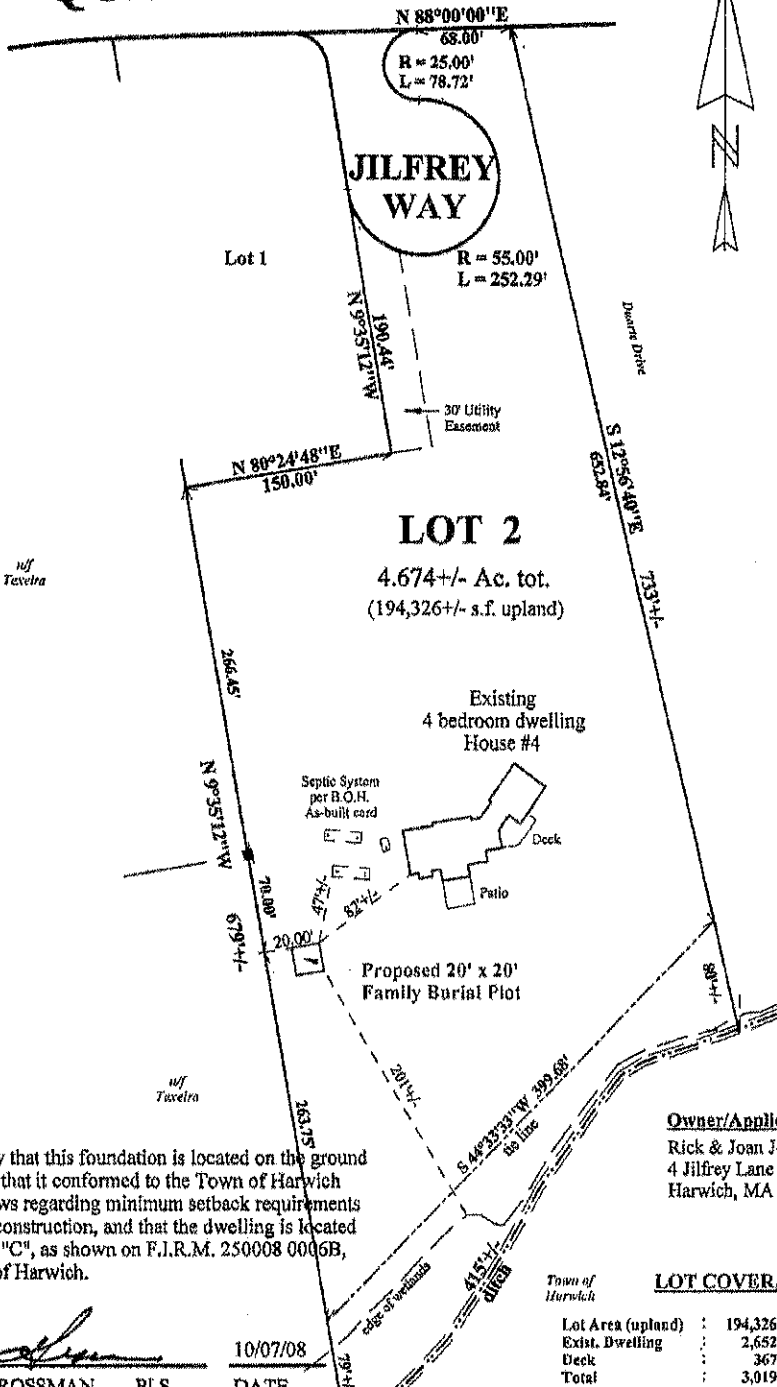 N 88°00'00"E
68.00'
R = 25.00'
L = 78.72'
N
JILFREY
WAY
Lot 1
R = 55.00'
L = 252.29'
190.44'
N 9°35'12"W
Duarte Drive
30' Utility
Easement
N 80°24'48"E
150.00'
S 12°56'40"E
652.84'
LOT 2
4.674+/- Ac. tot.
(194,326+/- s.f. upland)
n/f
Texeira
733'+/-
266.45'
Existing
4 bedroom dwelling
House #4
N 9°35'12"W
Septic System
per B.O.H.
As-built card
Deck
Patio
78.00'
47'+/-
82'+/-
679'+/-
20.00'
Proposed 20' x 20'
Family Burial Plot
80'+/-
201'+/-
S 44°33'33"W 399.68'
tie line
n/f
Texeira
263.75'
Owner/Applic
Rick & Joan J
4 Jilfrey Lane
Harwich, MA
y that this foundation is located on the ground
that it conformed to the Town of Harwich
ws regarding minimum setback requirements
construction, and that the dwelling is located
"C", as shown on F.I.R.M. 250008 0006B,
of Harwich.
edge of wetlands
415'+/-
ditch
Town of
Harwich
LOT COVERA
Lot Area (upland) : 194,326
Exist. Dwelling : 2,652
Deck : 367
Total : 3,019
79'+/-
10/07/08
ROSSMAN PLS DATE